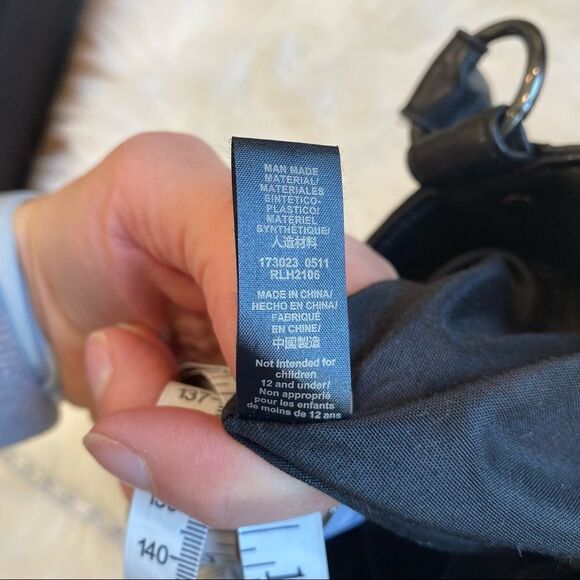 MAN MADE
MATERIAL/
MATERIALES
SINTÉTICO-
PLASTICO/
MATERIEL
SYNTHÉTIQUE/
人造材料
173023 0511
RLH2106
MADE IN CHINA/
HECHO EN CHINA/
FABRIQUÉ
EN CHINE/
中國製造
Not intended for
children
12 and under/
Non approprié
pour les enfants
de moins de 12 ans
137
140